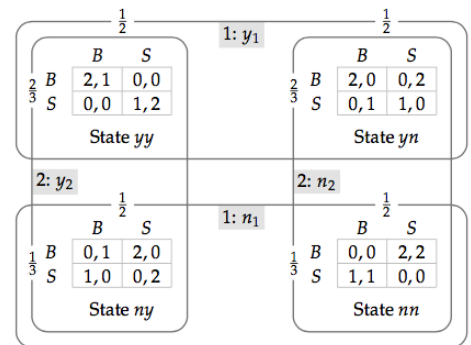 ½ 1: y₁ ½
B S B S
⅔ B 2, 1 0, 0 ⅔ B 2, 0 0, 2
S 0, 0 1, 2 S 0, 1 1, 0
State yy State yn
2: y₂ 2: n₂
½ 1: n₁ ½
B S B S
⅓ B 0, 1 2, 0 ⅓ B 0, 0 2, 2
S 1, 0 0, 2 S 1, 1 0, 0
State ny State nn